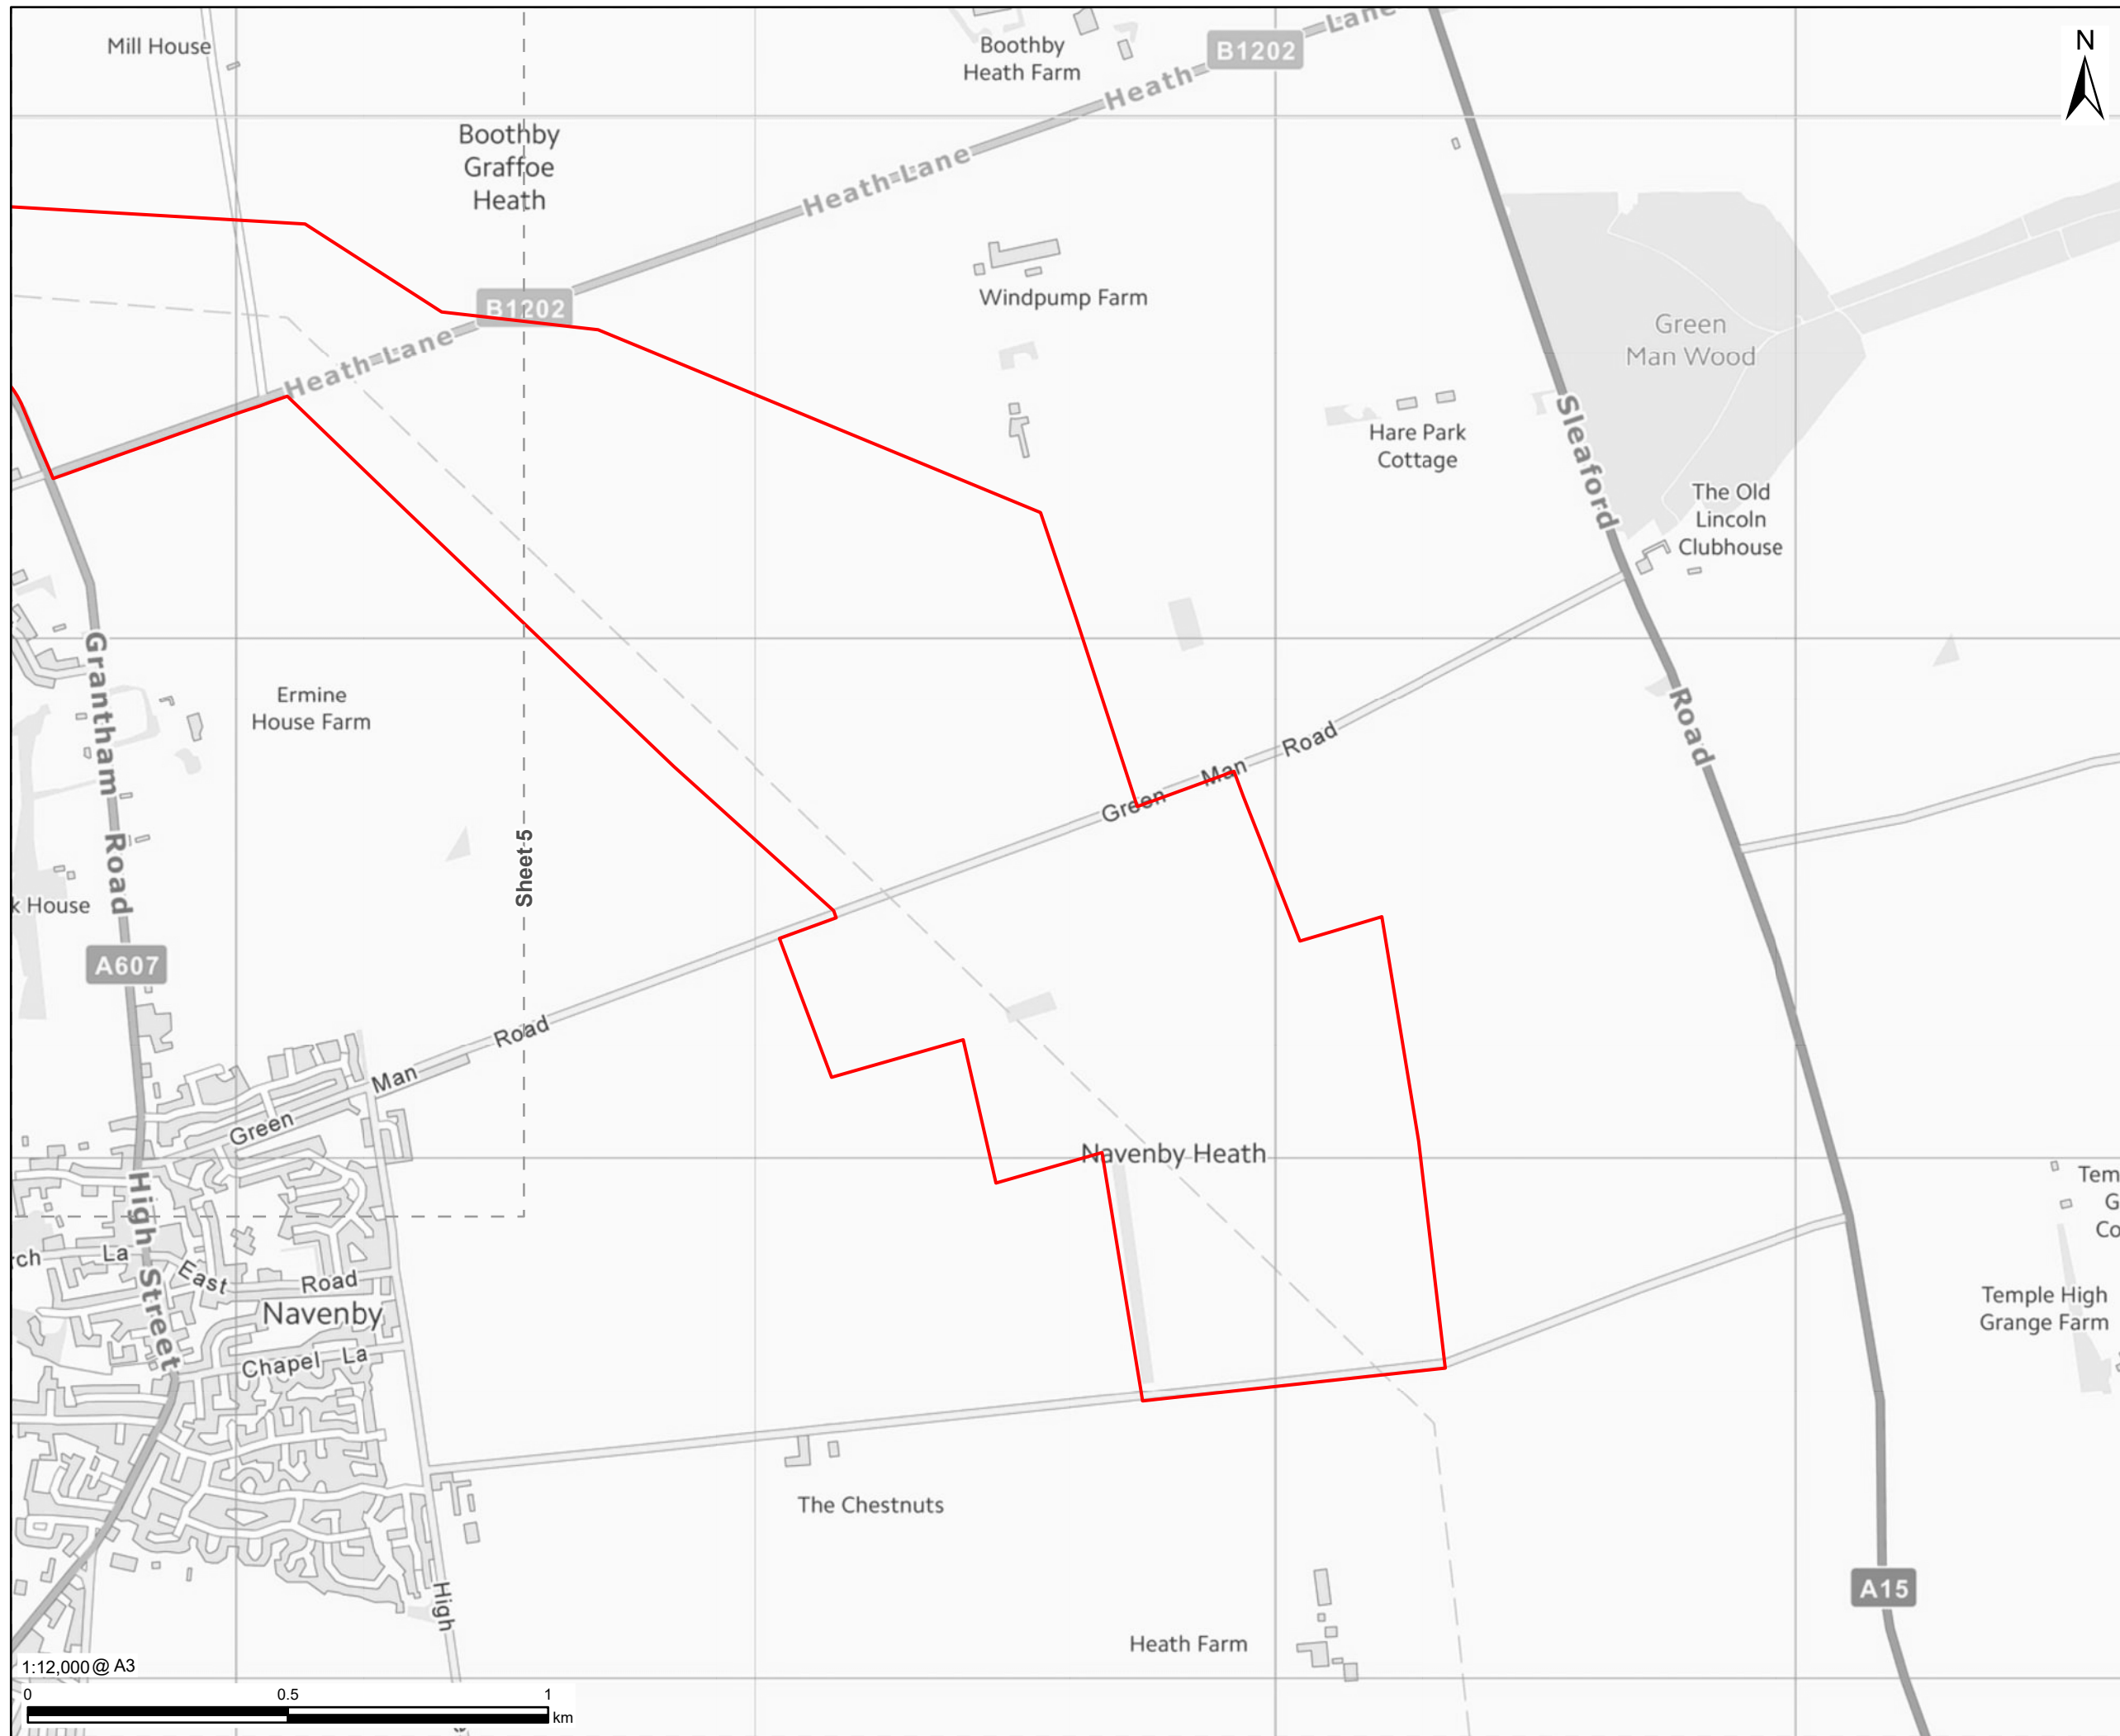 Mill House
Boothby
Heath Farm
B1202
Lane
Heath
N
Boothby
Graffoe
Heath
Heath Lane
Windpump Farm
B1202
Heath Lane
Green
Man Wood
Hare Park
Cottage
Sleaford
Road
The Old
Lincoln
Clubhouse
Grantham
Road
Ermine
House Farm
Green Man Road
Sheet 5
k House
A607
Green Man Road
Navenby Heath
High Street
rch La
East Road
Navenby
Chapel La
Tem
G
Co
Temple High
Grange Farm
The Chestnuts
High
A15
Heath Farm
1:12,000 @ A3
0 0.5 1
km